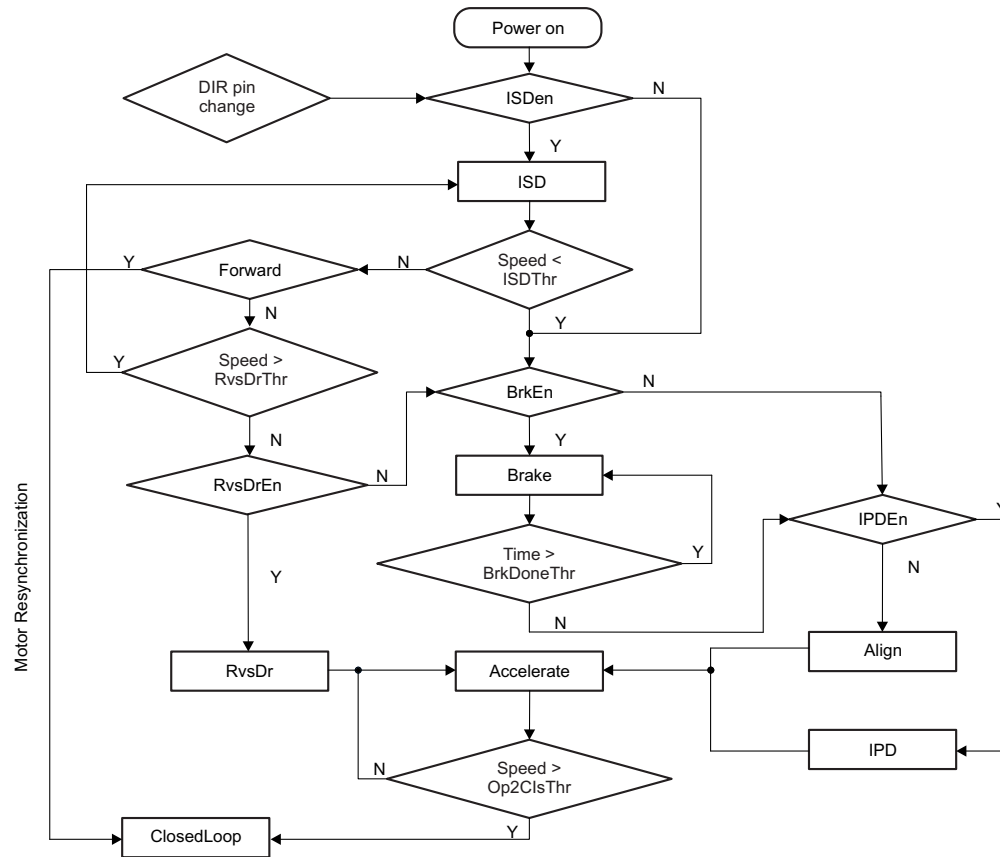 Power on
DIR pin
change
ISDen
N
Y
ISD
Y
Forward
N
Speed <
ISDThr
N
Y
Y
Speed >
RvsDrThr
BrkEn
N
N
Y
RvsDrEn
N
Brake
IPDEn
Y
Time >
BrkDoneThr
Y
N
Y
N
Motor Resynchronization
Align
RvsDr
Accelerate
IPD
N
Speed >
Op2ClsThr
Y
ClosedLoop